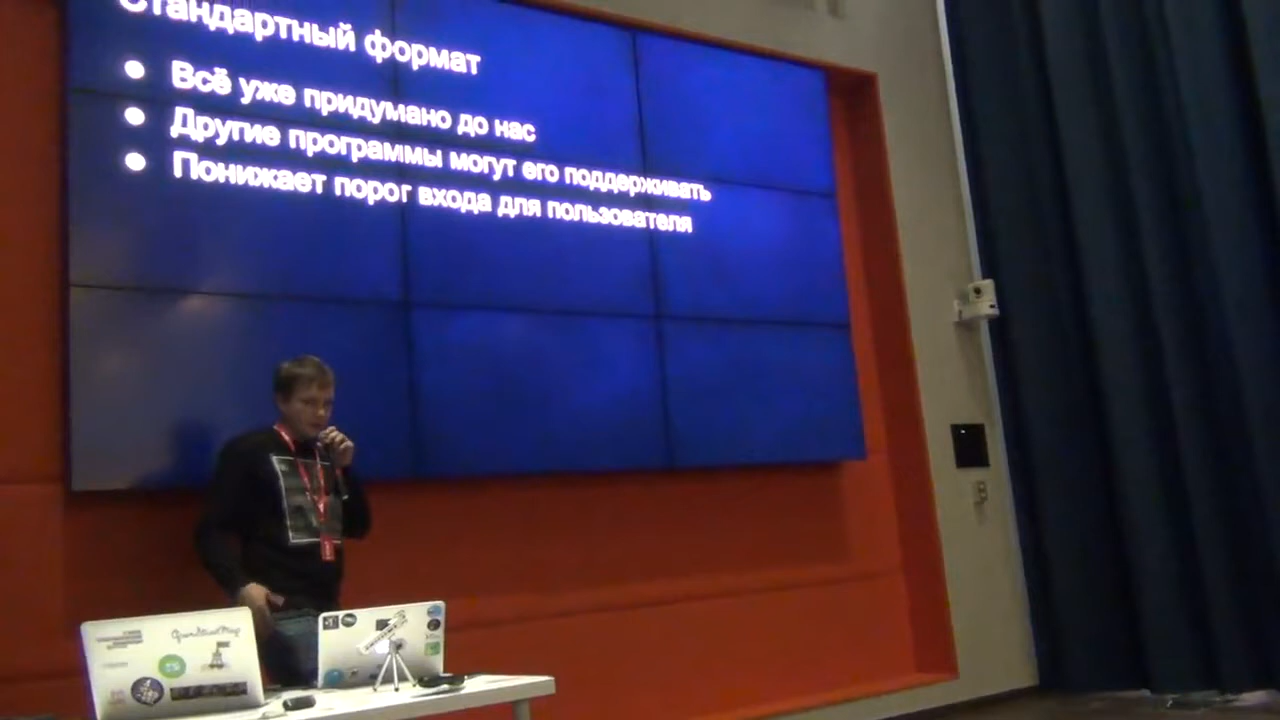 Стандартный формат
Всё уже придумано до нас
Другие программы могут его поддерживать
Понижает порог входа для пользователя